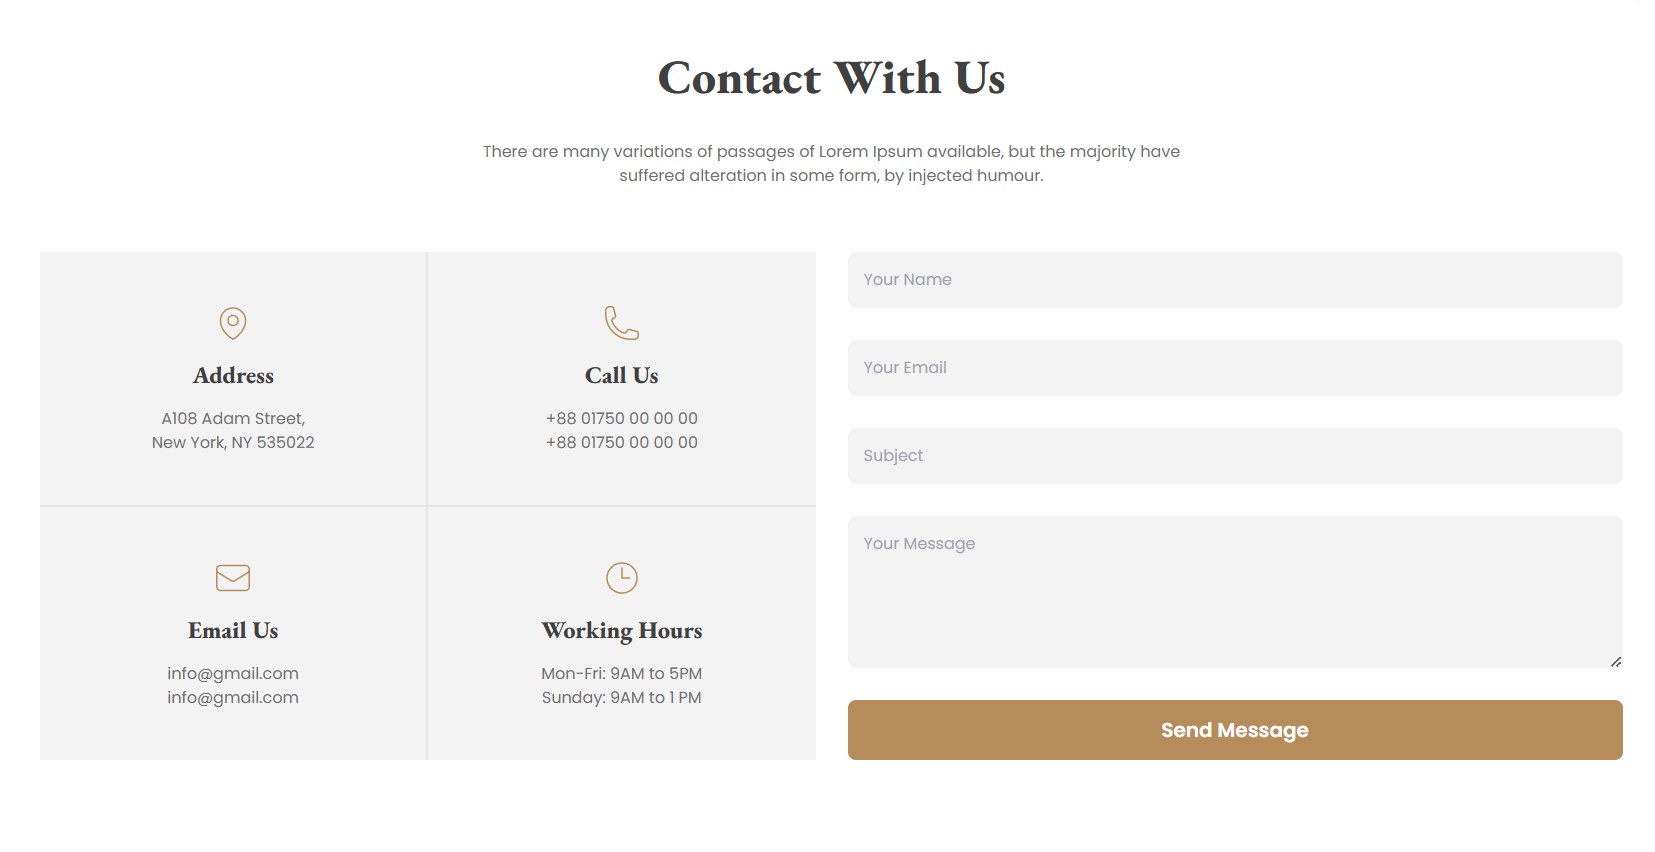 Contact With Us
There are many variations of passages of Lorem Ipsum available, but the majority have
suffered alteration in some form, by injected humour.
Address
A108 Adam Street,
New York, NY 535022
Call Us
+88 01750 00 00 00
+88 01750 00 00 00
Email Us
info@gmail.com
info@gmail.com
Working Hours
Mon-Fri: 9AM to 5PM
Sunday: 9AM to 1 PM
Your Name
Your Email
Subject
Your Message
Send Message